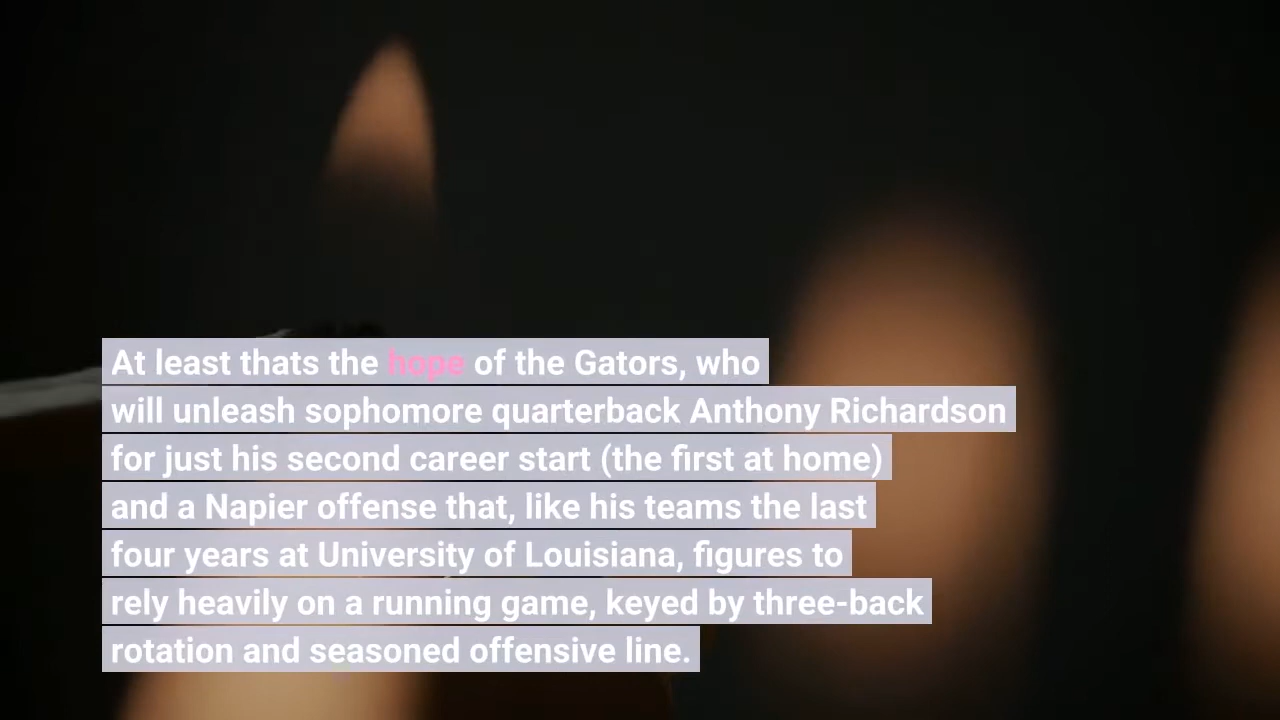 At least thats the hope of the Gators, who
will unleash sophomore quarterback Anthony Richardson
for just his second career start (the first at home)
and a Napier offense that, like his teams the last
four years at University of Louisiana, figures to
rely heavily on a running game, keyed by three-back
rotation and seasoned offensive line.